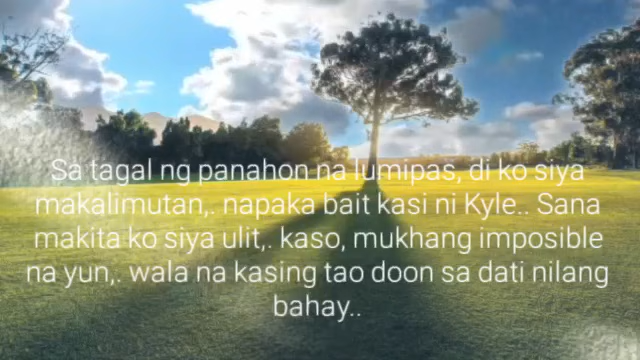 Sa tagal ng panahon na lumipas, di ko siya
makalimutan,. napaka bait kasi ni Kyle.. Sana
makita ko siya ulit,. kaso, mukhang imposible
na yun,. wala na kasing tao doon sa dati nilang
bahay..